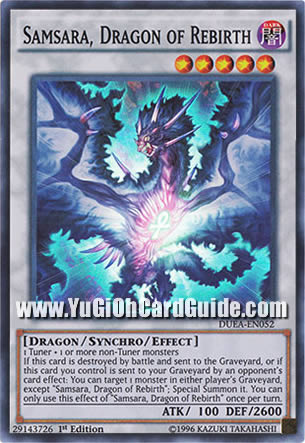 SAMSARA, DRAGON OF REBIRTH
DARK
闇
www.YuGiOhCardGuide.com
DUEA-EN052
[DRAGON / SYNCHRO / EFFECT]
1 Tuner + 1 or more non-Tuner monsters
If this card is destroyed by battle and sent to the Graveyard, or if
this card you control is sent to your Graveyard by an opponent's
card effect: You can target 1 monster in either player's Graveyard,
except "Samsara, Dragon of Rebirth"; Special Summon it. You can
only use this effect of "Samsara, Dragon of Rebirth" once per turn.
ATK/ 100 DEF/2600
29143726 1st Edition ©1996 KAZUKI TAKAHASHI